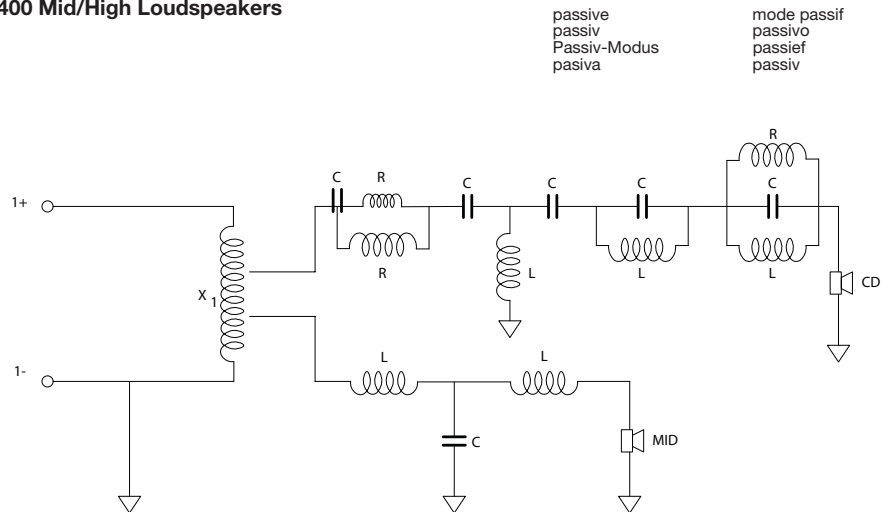 400 Mid/High Loudspeakers
passive
passiv
Passiv-Modus
pasiva
mode passif
passivo
passief
passiv
R
C
R
C
C
C
C
1+
R
L
L
L
CD
X 1
L
L
1-
C
MID